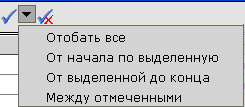 Отобать все
От начала по выделенную
От выделенной до конца
Между отмеченными